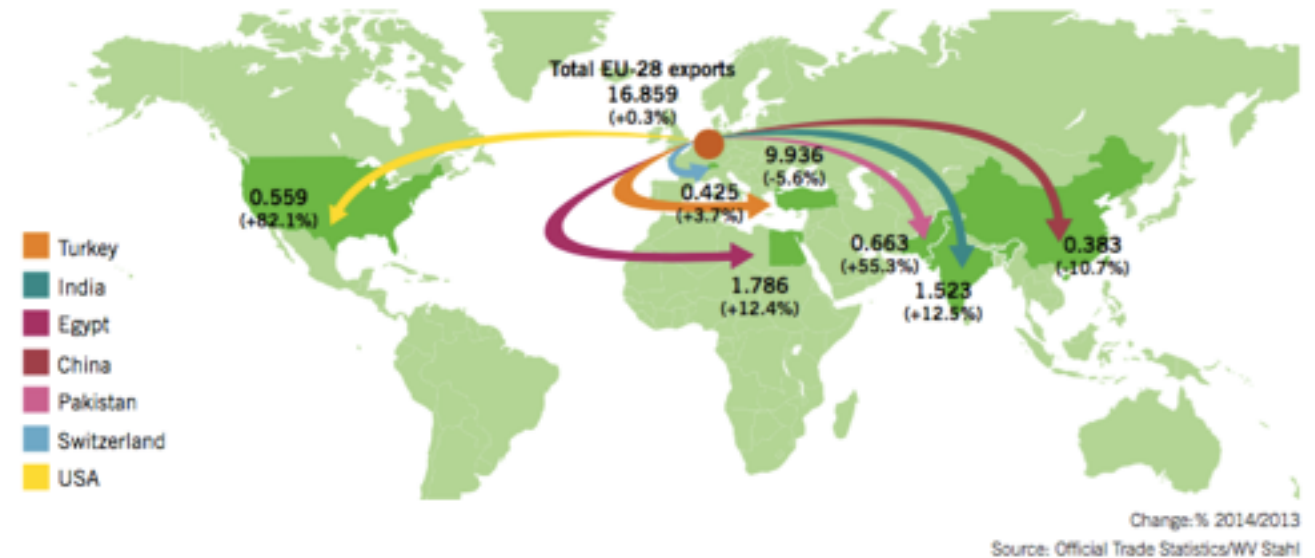 Total EU-28 exports
16.859
(+0.3%)
9.936
(-5.6%)
0.559
(+82.1%)
0.425
(+3.7%)
0.663
(+55.3%)
0.383
(-10.7%)
1.786
(+12.4%)
1.523
(+12.5%)
Turkey
India
Egypt
China
Pakistan
Switzerland
USA
Change:% 2014/2013
Source: Official Trade Statistics/WV Stahl